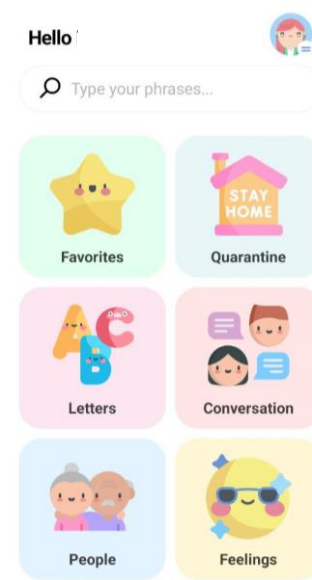 Hello
Type your phrases...
STAY
HOME
Favorites
Quarantine
A
B
C
Letters
Conversation
People
Feelings